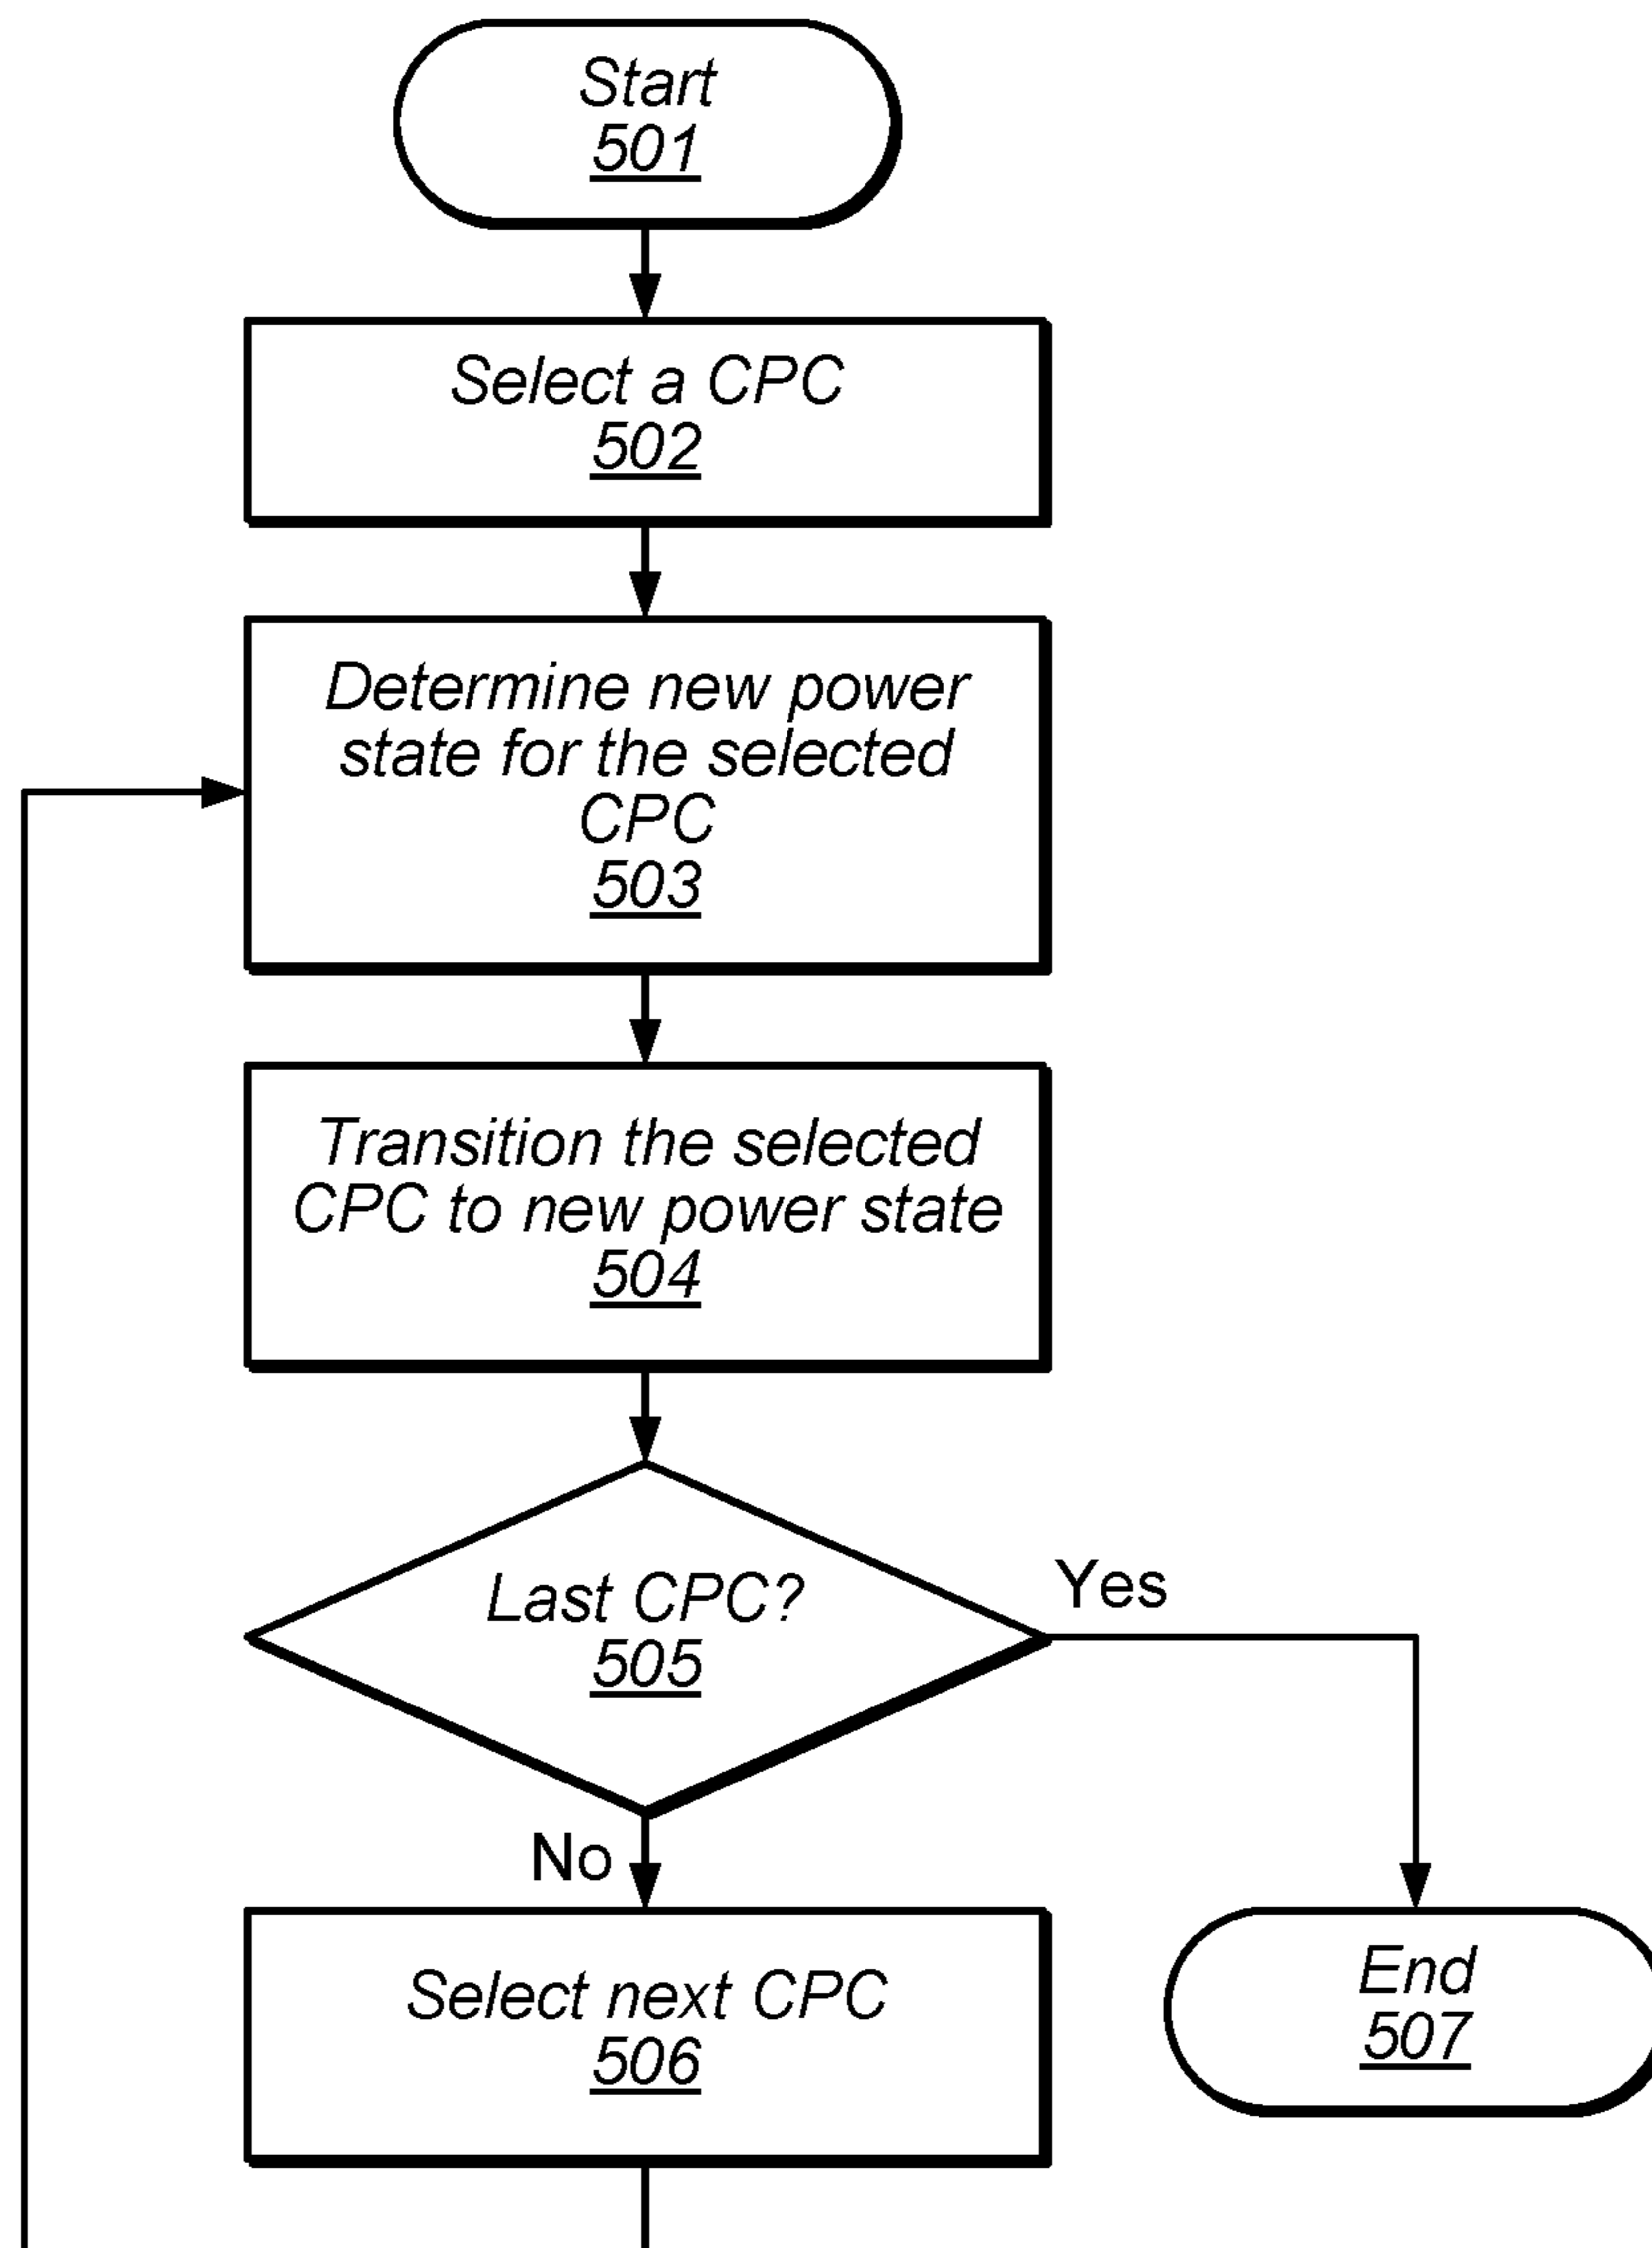 Start
501
Select a CPC
502
Determine new power
state for the selected
CPC
503
Transition the selected
CPC to new power state
504
Last CPC?
505
Yes
No
Select next CPC
506
End
507